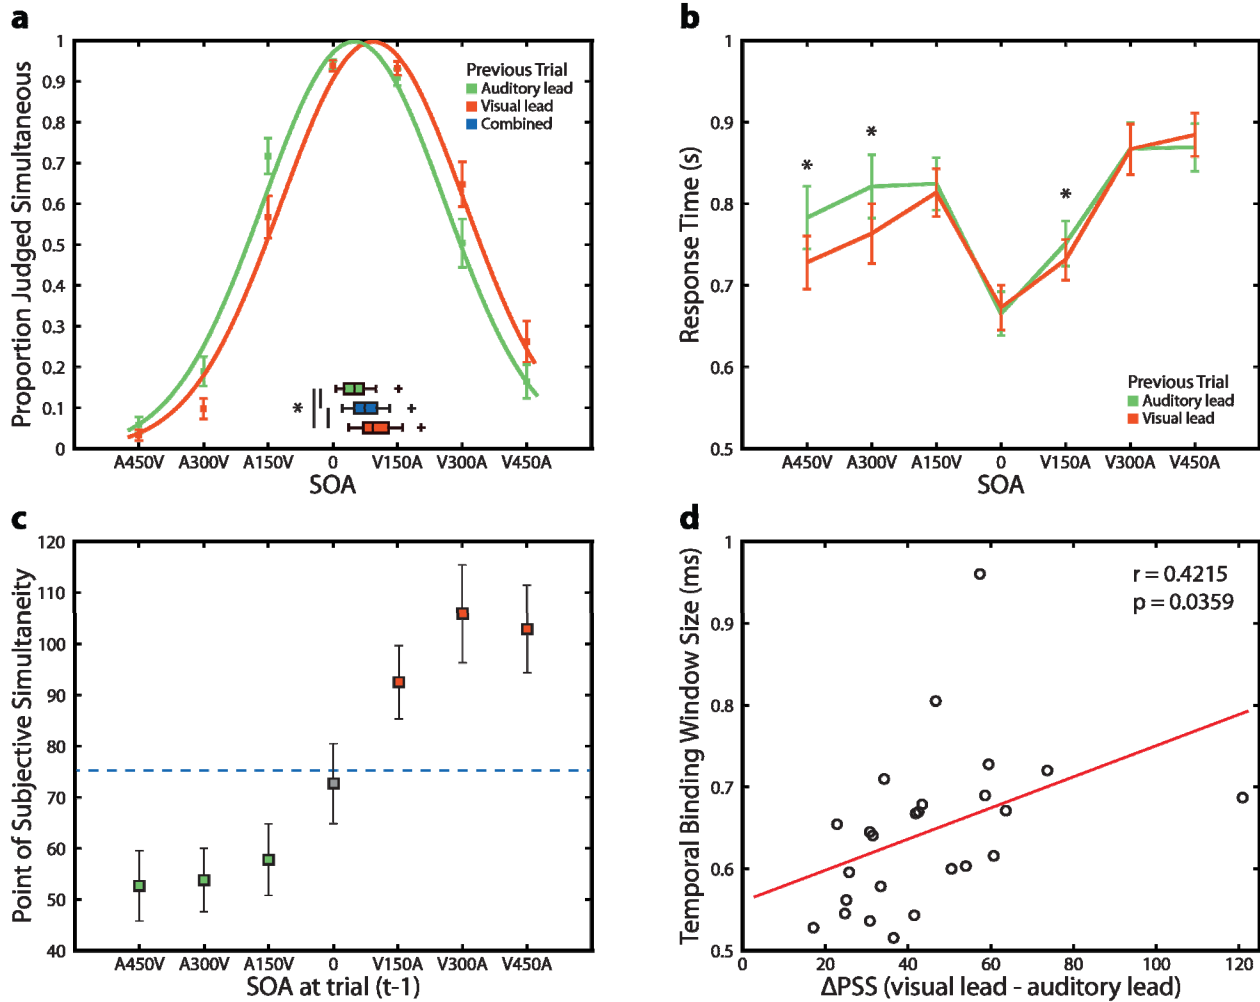 a
Proportion Judged Simultaneous
1
0.9
0.8
0.7
0.6
0.5
0.4
0.3
0.2
0.1
0
Previous Trial
Auditory lead
Visual lead
Combined
*
A450V A300V A150V 0 V150A V300A V450A
SOA
b
Response Time (s)
1
0.9
0.8
0.7
0.6
0.5
* * *
Previous Trial
Auditory lead
Visual lead
A450V A300V A150V 0 V150A V300A V450A
SOA
c
Point of Subjective Simultaneity
120
110
100
90
80
70
60
50
40
A450V A300V A150V 0 V150A V300A V450A
SOA at trial (t-1)
d
Temporal Binding Window Size (ms)
1
0.9
0.8
0.7
0.6
0.5
r = 0.4215
p = 0.0359
0 20 40 60 80 100 120
ΔPSS (visual lead - auditory lead)